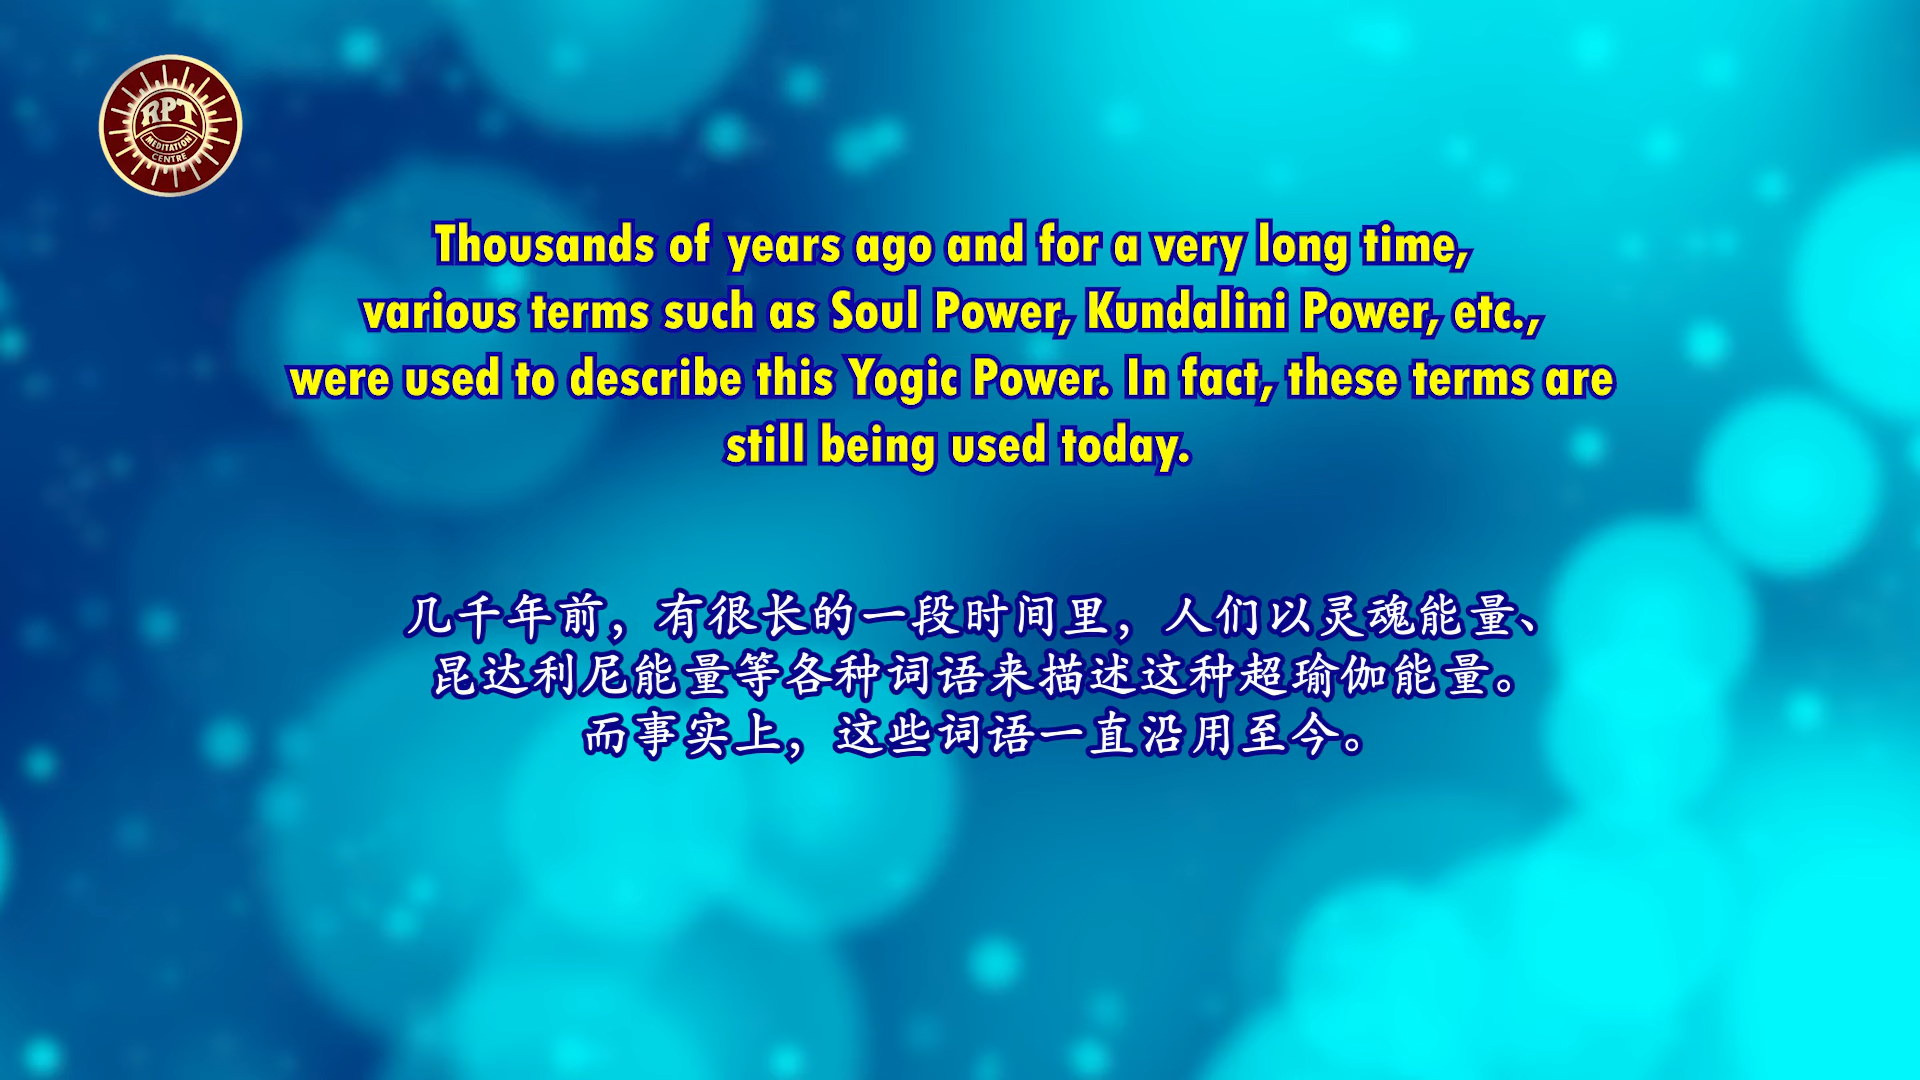 RPT
MEDITATION
CENTRE
Thousands of years ago and for a very long time,
various terms such as Soul Power, Kundalini Power, etc.,
were used to describe this Yogic Power. In fact, these terms are
still being used today.
几千年前，有很长的一段时间里，人们以灵魂能量、
昆达利尼能量等各种词语来描述这种超瑜伽能量。
而事实上，这些词语一直沿用至今。